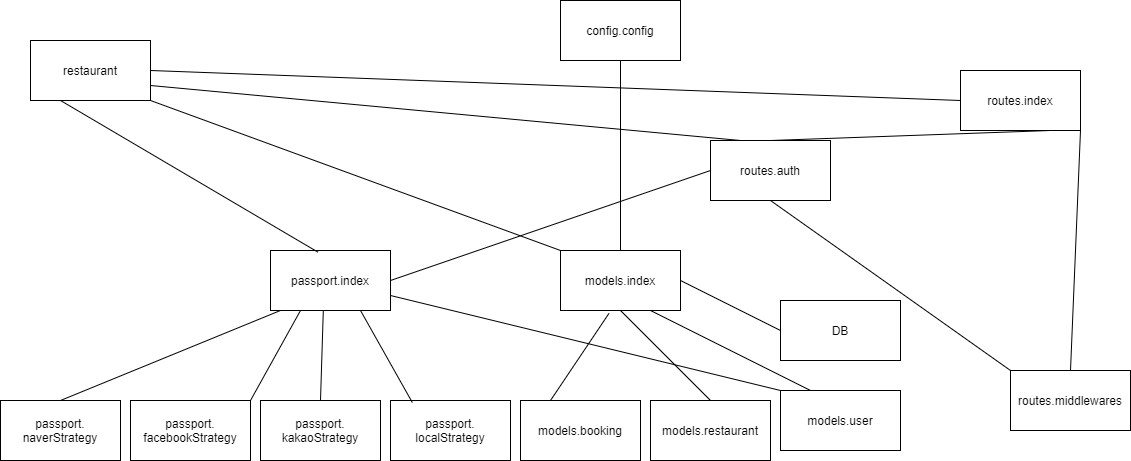 config.config
restaurant
routes.index
routes.auth
passport.index
models.index
DB
passport.
naverStrategy
passport.
facebookStrategy
passport.
kakaoStrategy
passport.
localStrategy
models.booking
models.restaurant
models.user
routes.middlewares